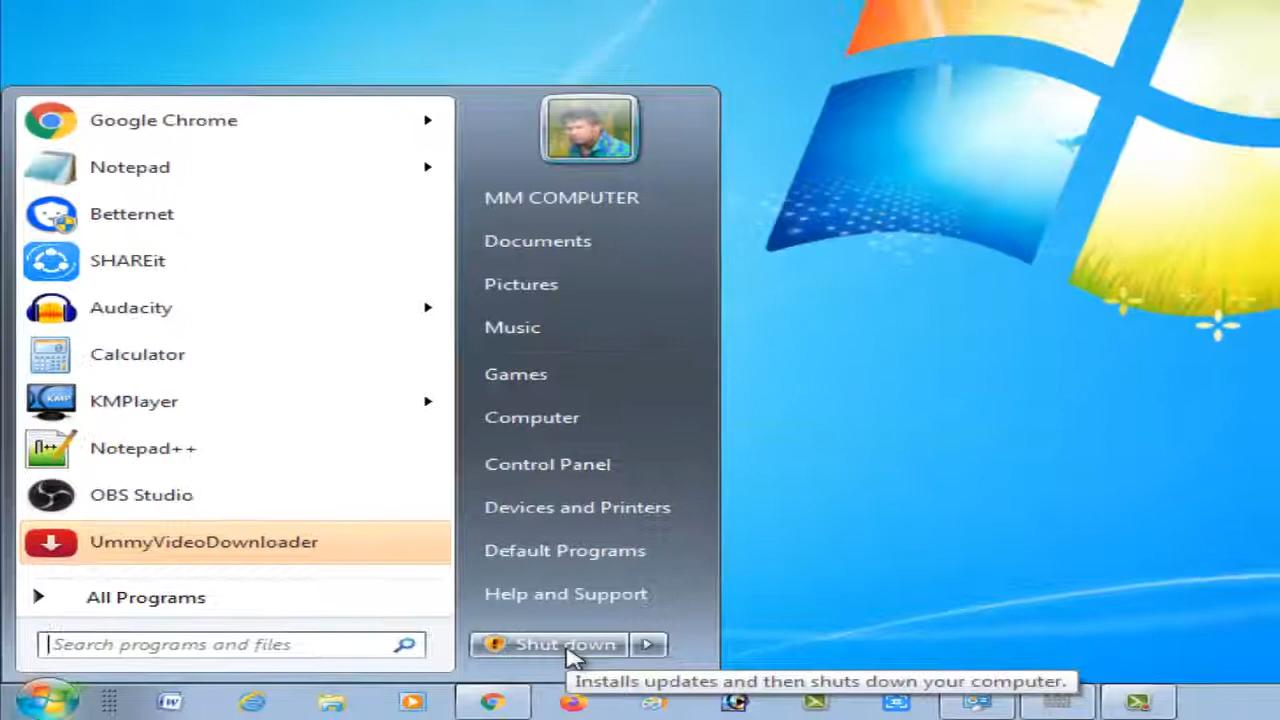 Google Chrome
Notepad
Betternet
SHAREit
Audacity
Calculator
KMPlayer
Notepad++
OBS Studio
UmmyVideoDownloader
All Programs
Search programs and files
MM COMPUTER
Documents
Pictures
Music
Games
Computer
Control Panel
Devices and Printers
Default Programs
Help and Support
Shut down
Installs updates and then shuts down your computer.